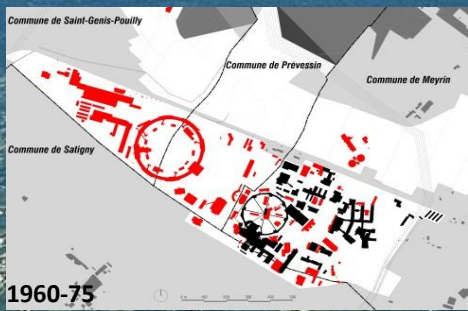 Commune de Saint-Genis-Pouilly
Commune de Prévessin
Commune de Meyrin
Commune de Satigny
1960-75